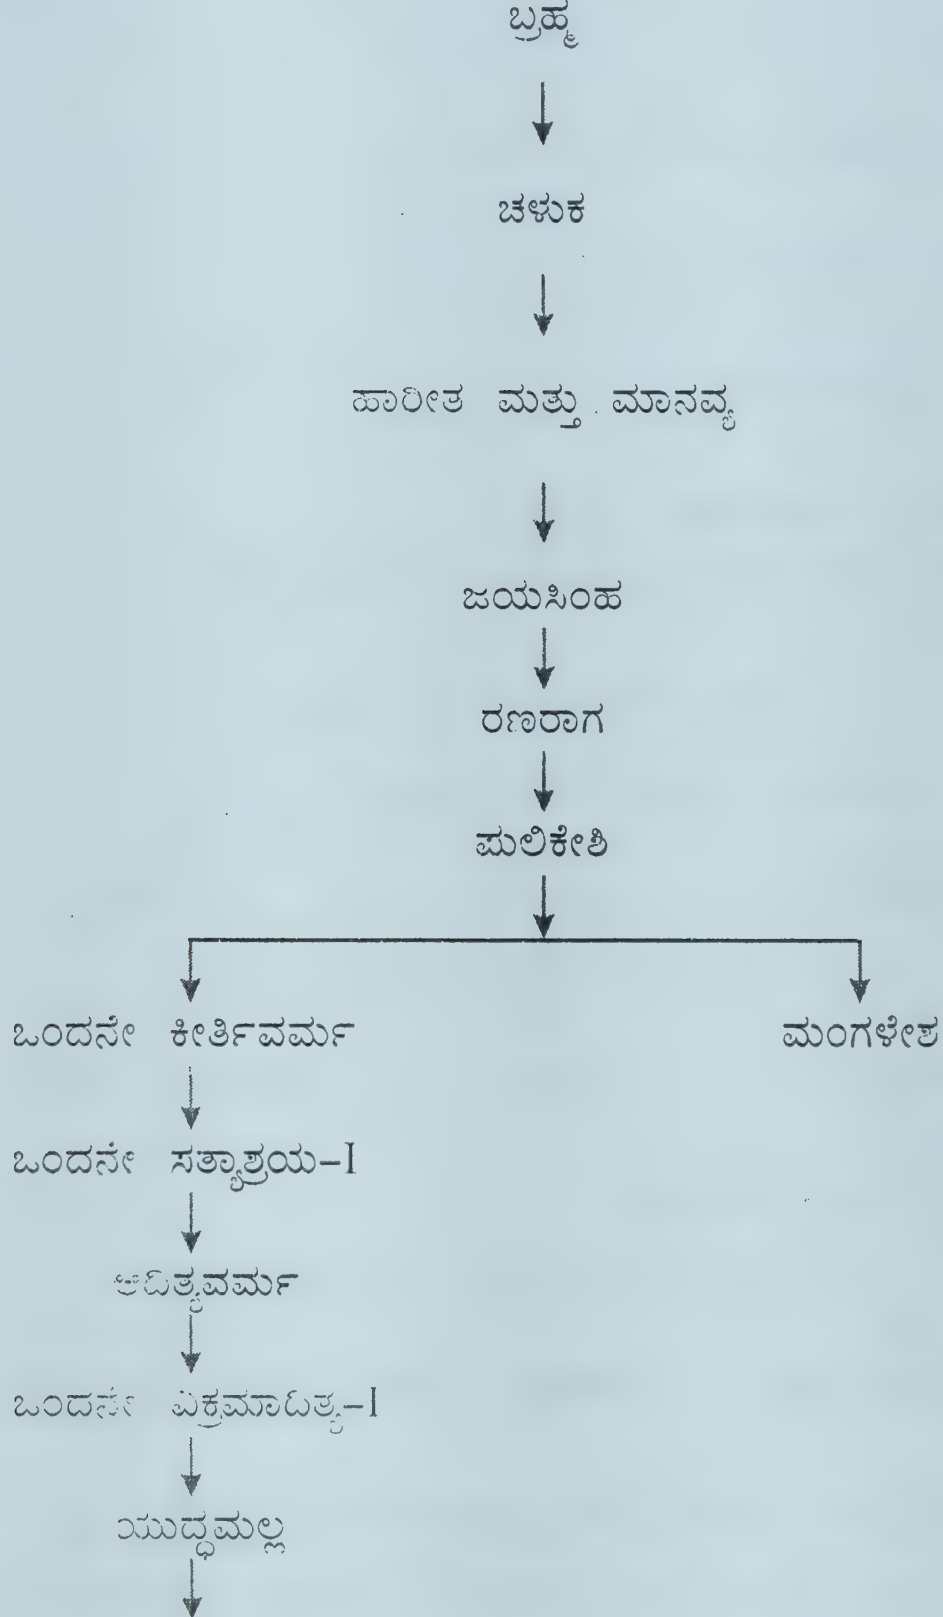 ಬ್ರಹ್ಮ
ಚಳುಕ
ಹಾರೀತ ಮತ್ತು ಮಾನವ್ಯ
ಜಯಸಿಂಹ
ರಣರಾಗ
ಪುಲಿಕೇಶಿ
ಒಂದನೇ ಕೀರ್ತಿವರ್ಮ ಮಂಗಳೇಶ
ಒಂದನೇ ಸತ್ಯಾಶ್ರಯ-I
ಆದಿತ್ಯವರ್ಮ
ಒಂದನೇ ವಿಕ್ರಮಾದಿತ್ಯ-I
ಯುದ್ಧಮಲ್ಲ